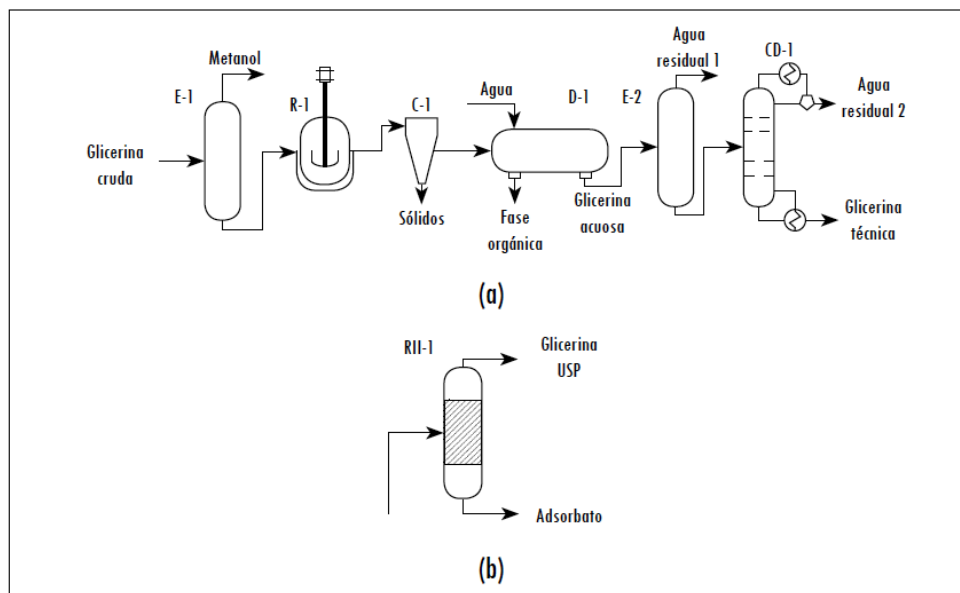 Metanol
E-1
R-1
C-1
Agua
D-1
E-2
Agua
residual 1
CD-1
Agua
residual 2
Glicerina
cruda
Sólidos
Fase
orgánica
Glicerina
acuosa
Glicerina
técnica
(a)
RII-1
Glicerina
USP
Adsorbato
(b)